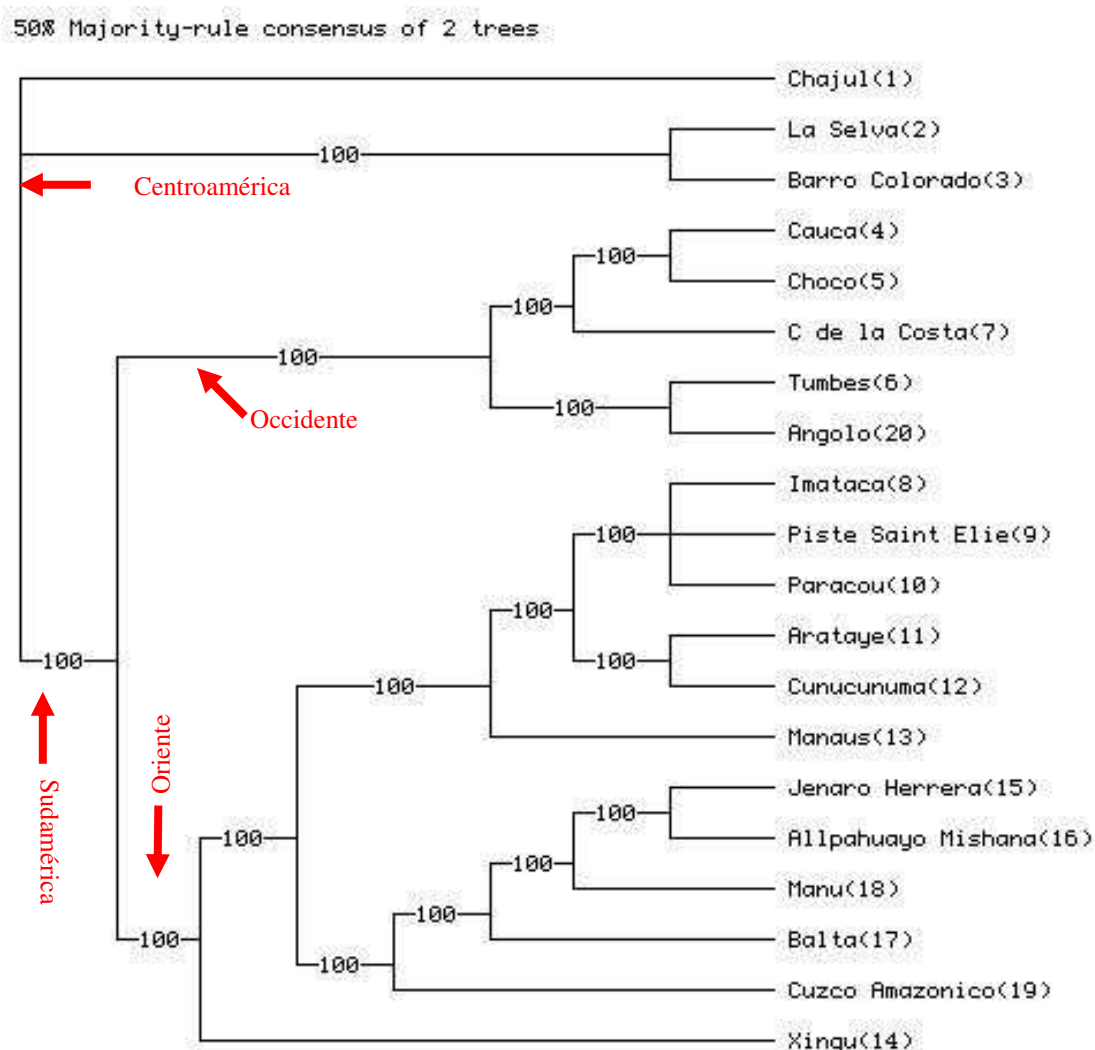 50% Majority-rule consensus of 2 trees
Chajul(1)
La Selva(2)
100
Barro Colorado(3)
Centroamérica
Cauca(4)
100
Choco(5)
100
C de la Costa(7)
100
Tumbes(6)
100
Occidente
Angolo(20)
Imataca(8)
100
Piste Saint Elie(9)
Paracou(10)
100
Arataye(11)
100
100
Cunucunuma(12)
100
Manaus(13)
Oriente
Sudamérica
Jenaro Herrera(15)
100
100
Allpahuayo Mishana(16)
100
Manu(18)
100
100
Balta(17)
100
Cuzco Amazonico(19)
Xingu(14)